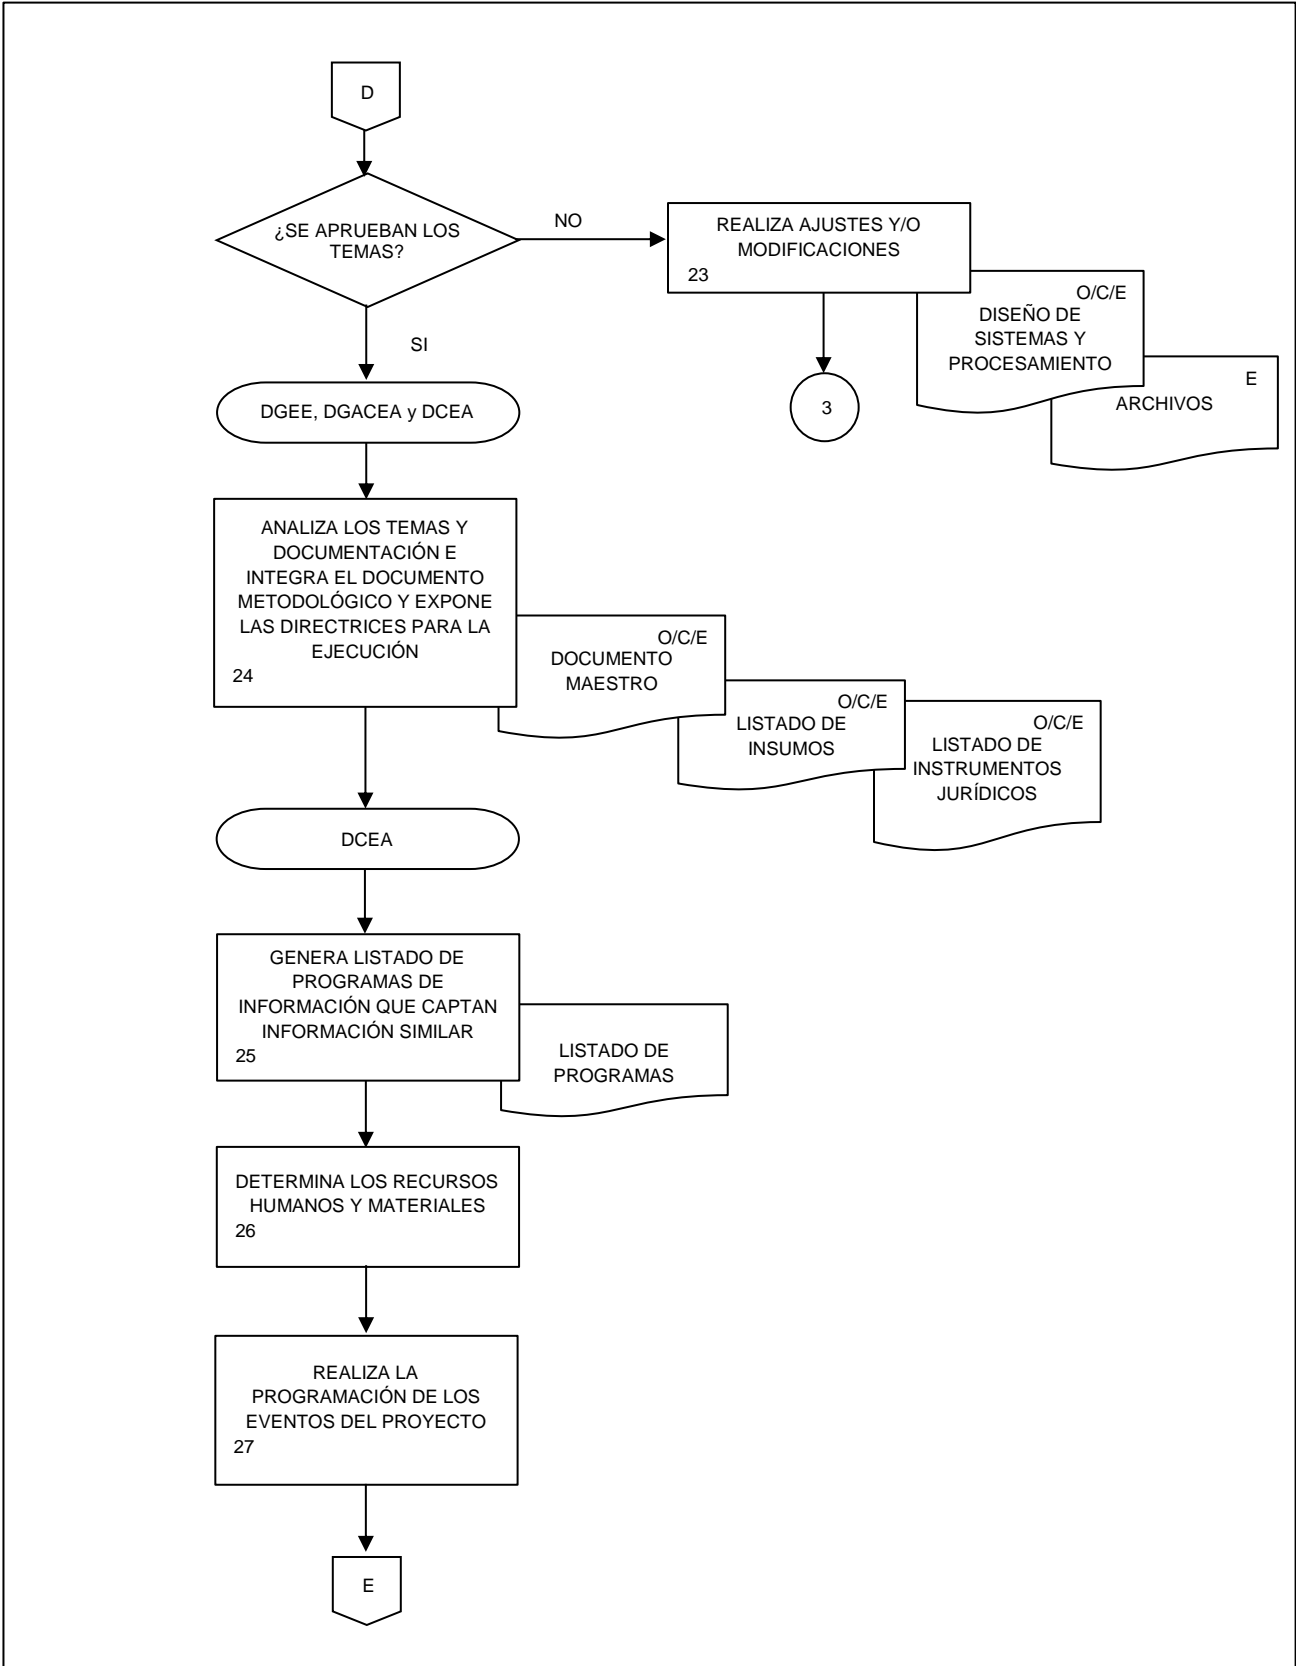 D
¿SE APRUEBAN LOS
TEMAS?
NO
REALIZA AJUSTES Y/O
MODIFICACIONES
23
O/C/E
DISEÑO DE
SISTEMAS Y
PROCESAMIENTO
E
ARCHIVOS
3
SI
DGEE, DGACEA y DCEA
ANALIZA LOS TEMAS Y
DOCUMENTACIÓN E
INTEGRA EL DOCUMENTO
METODOLÓGICO Y EXPONE
LAS DIRECTRICES PARA LA
EJECUCIÓN
24
O/C/E
DOCUMENTO
MAESTRO
O/C/E
LISTADO DE
INSUMOS
O/C/E
LISTADO DE
INSTRUMENTOS
JURÍDICOS
DCEA
GENERA LISTADO DE
PROGRAMAS DE
INFORMACIÓN QUE CAPTAN
INFORMACIÓN SIMILAR
25
LISTADO DE
PROGRAMAS
DETERMINA LOS RECURSOS
HUMANOS Y MATERIALES
26
REALIZA LA
PROGRAMACIÓN DE LOS
EVENTOS DEL PROYECTO
27
E